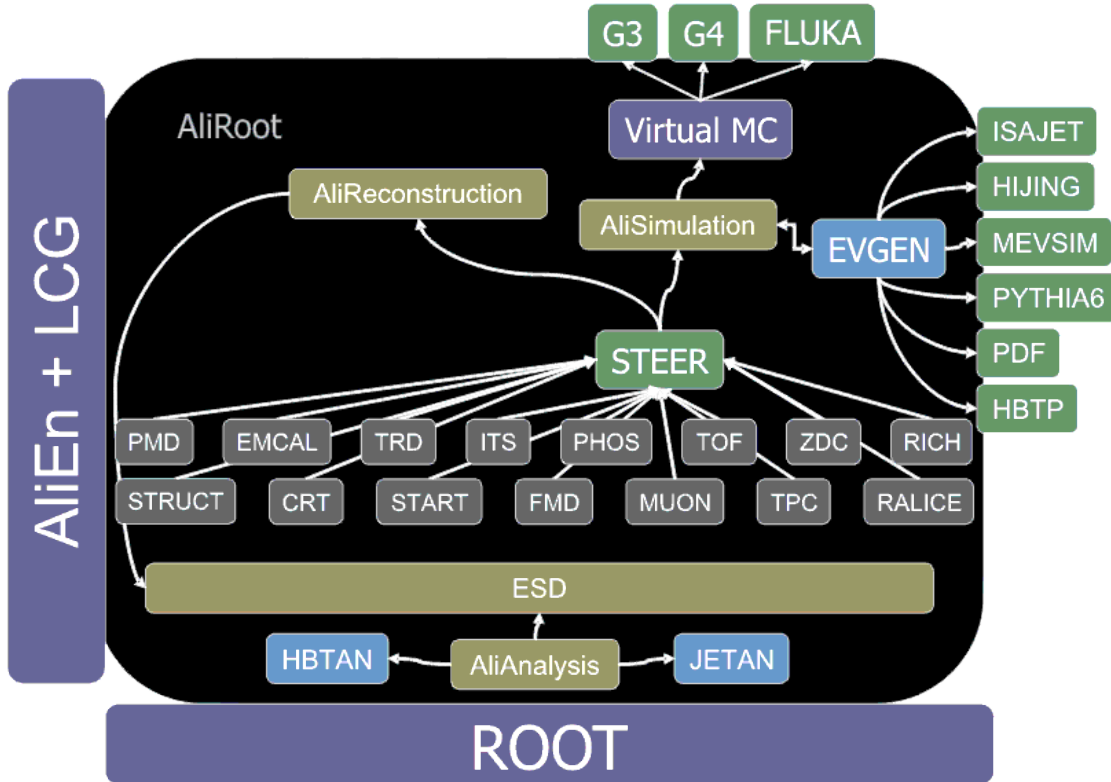 G3 G4 FLUKA
Virtual MC
AliRoot
ISAJET
HIJING
MEVSIM
PYTHIA6
PDF
HBTP
AliReconstruction
AliSimulation
EVGEN
AliEn + LCG
STEER
PMD EMCAL TRD ITS PHOS TOF ZDC RICH
STRUCT CRT START FMD MUON TPC RALICE
ESD
HBTAN AliAnalysis JETAN
ROOT